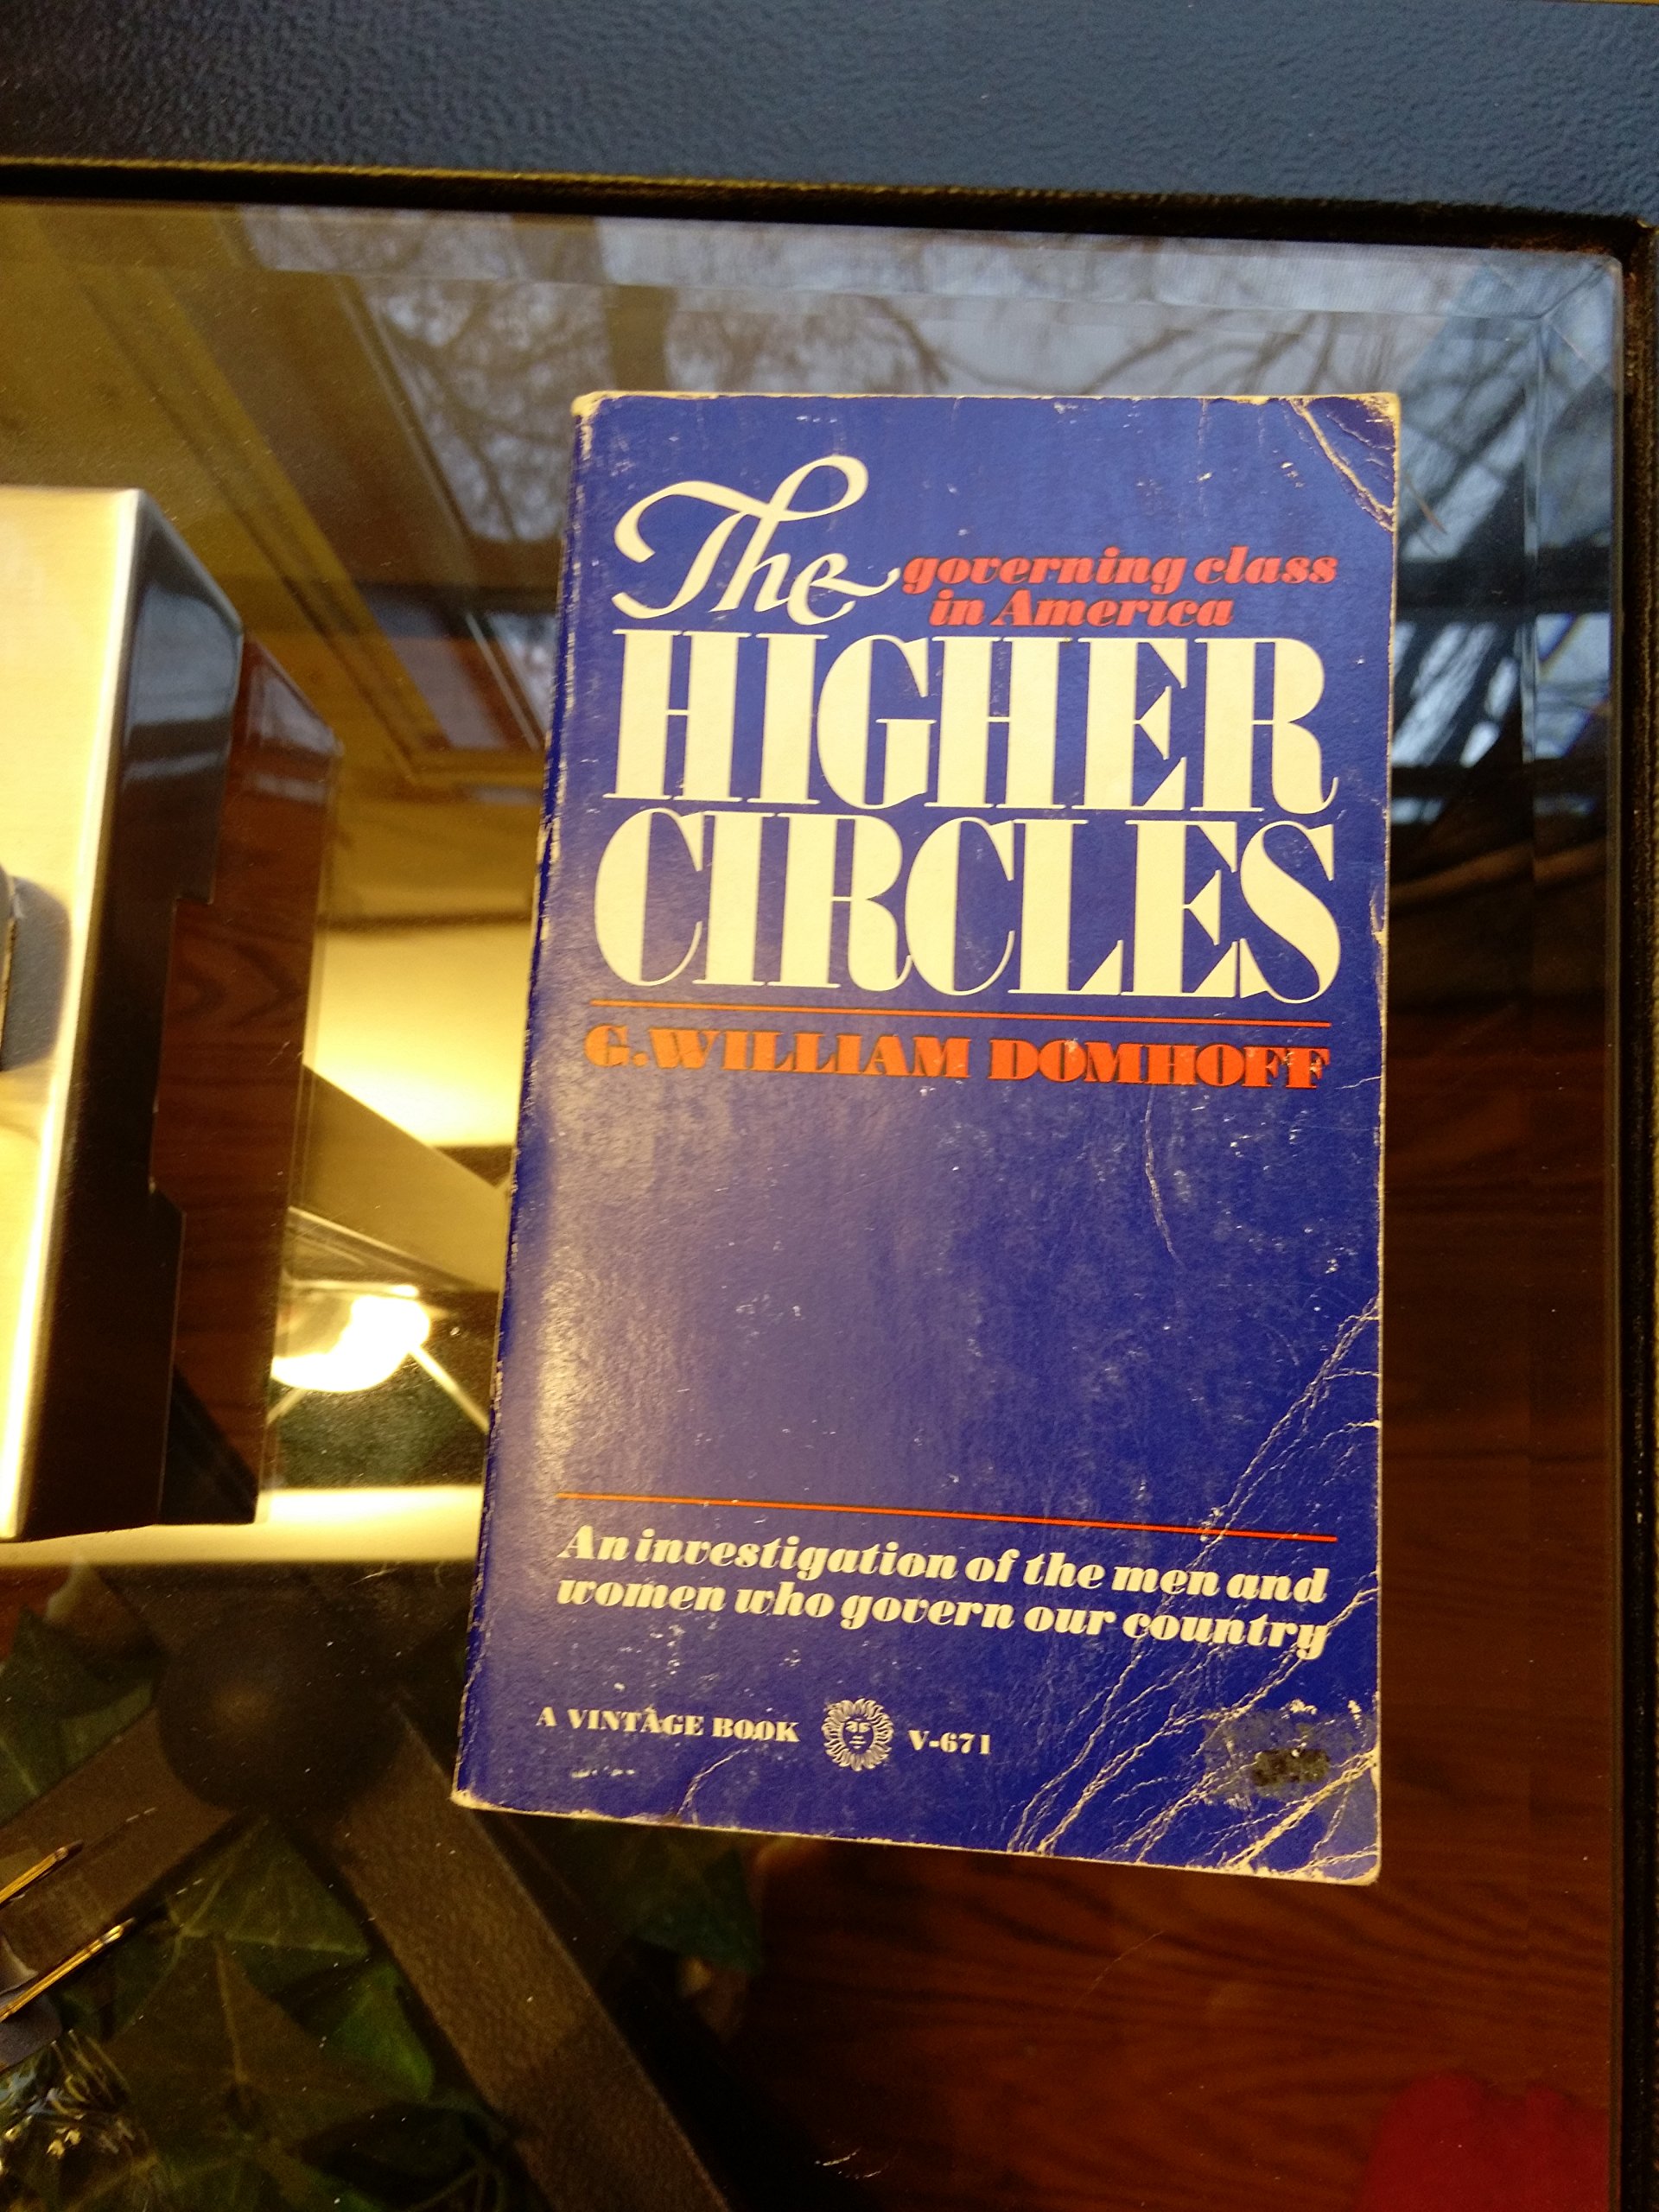 The
governing class
in America
HIGHER
CIRCLES
G. WILLIAM DOMHOFF
An investigation of the men and
women who govern our country
A VINTAGE BOOK V-671